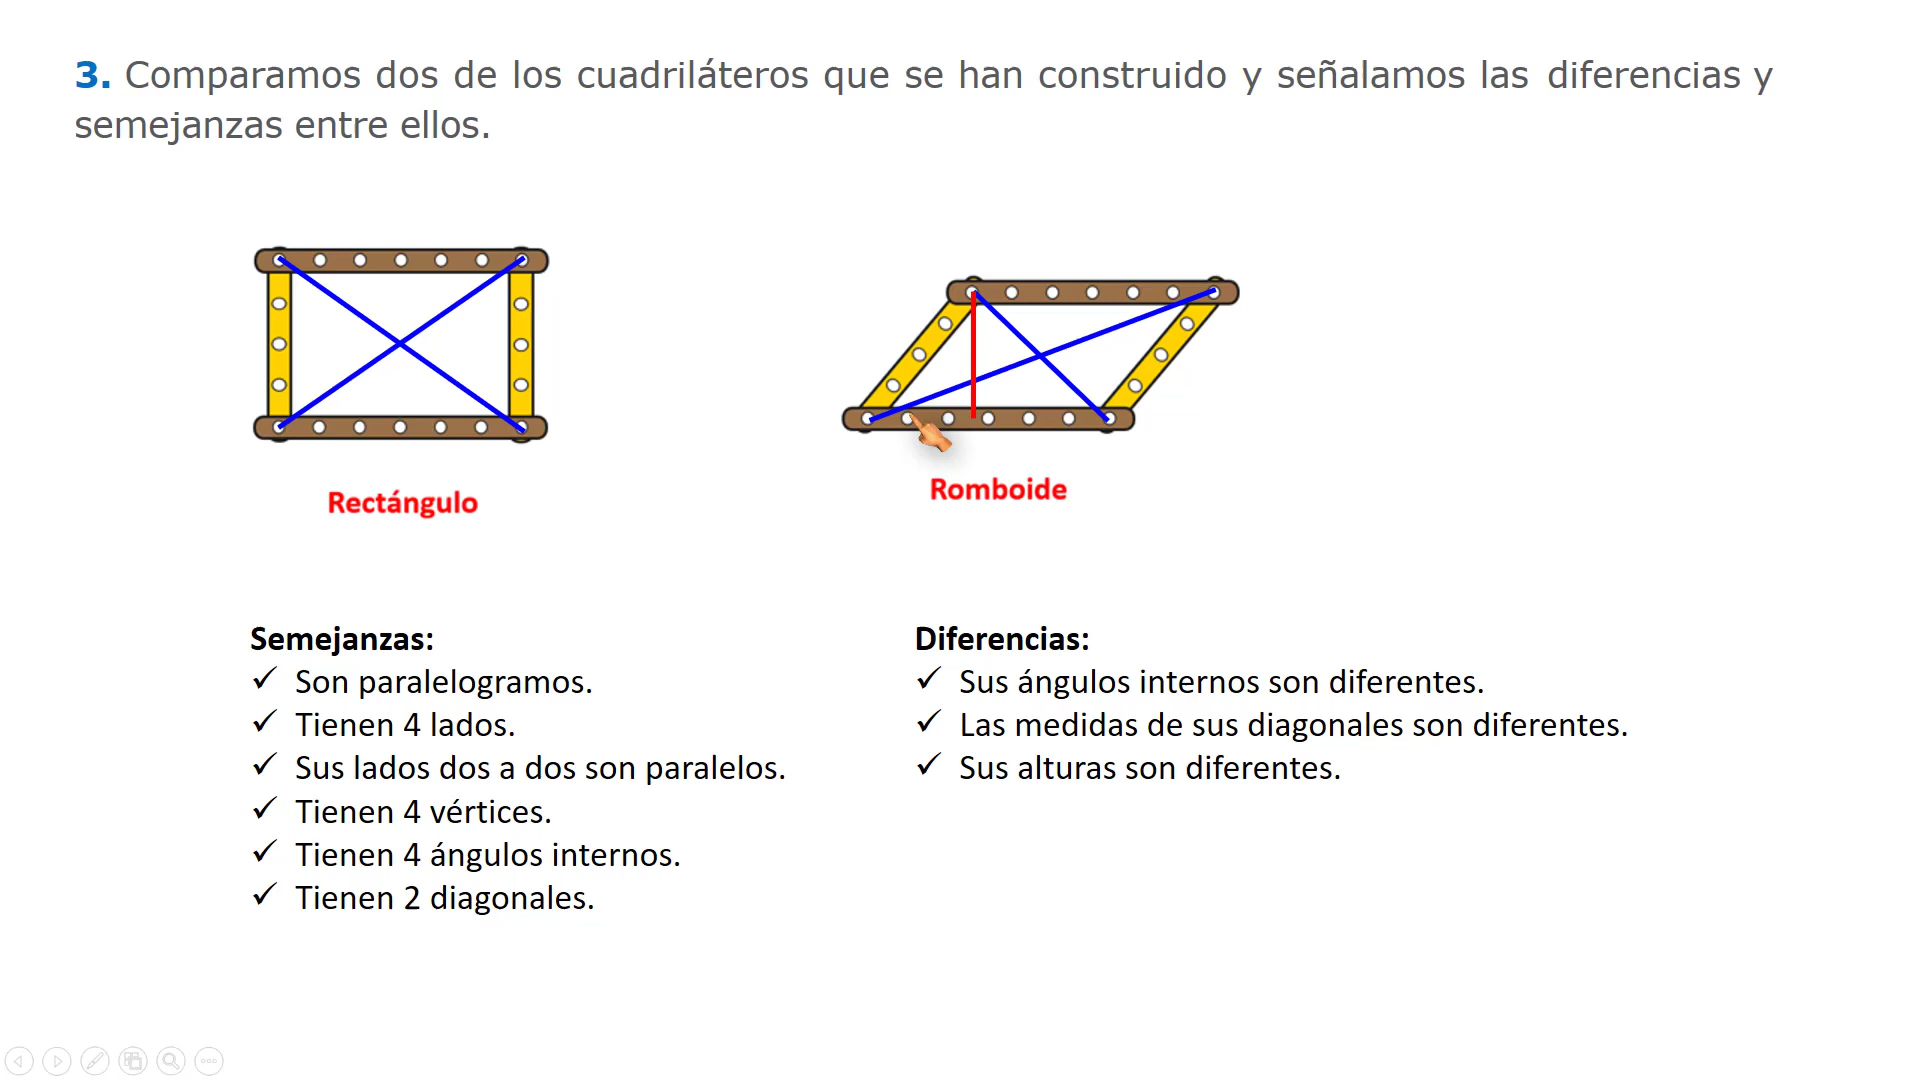 3. Comparamos dos de los cuadriláteros que se han construido y señalamos las diferencias y
semejanzas entre ellos.
Rectángulo
Romboide
Semejanzas:
✓ Son paralelogramos.
✓ Tienen 4 lados.
✓ Sus lados dos a dos son paralelos.
✓ Tienen 4 vértices.
✓ Tienen 4 ángulos internos.
✓ Tienen 2 diagonales.
Diferencias:
✓ Sus ángulos internos son diferentes.
✓ Las medidas de sus diagonales son diferentes.
✓ Sus alturas son diferentes.